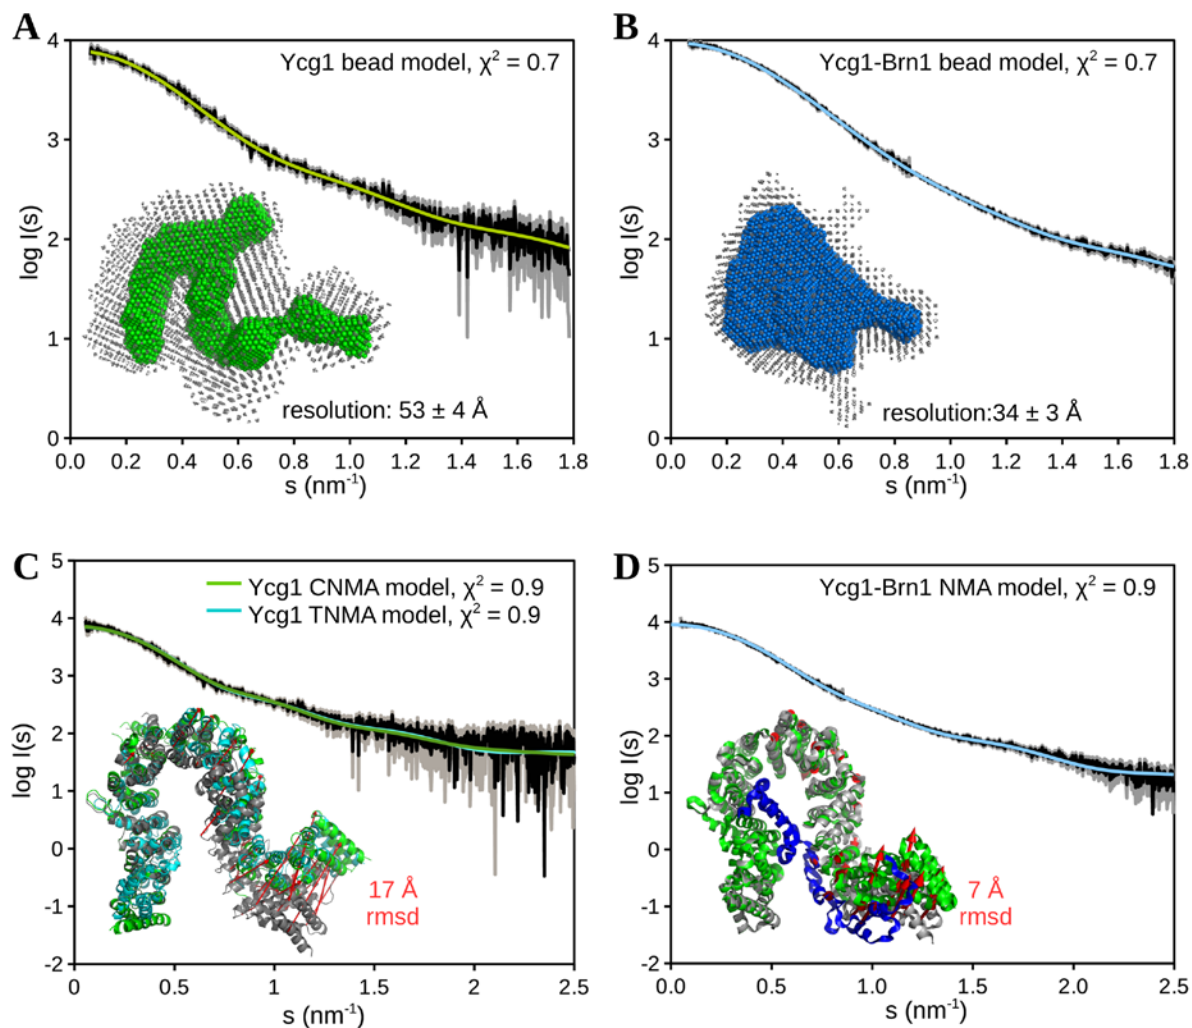 A
B
Ycg1 bead model, χ² = 0.7
Ycg1-Brn1 bead model, χ² = 0.7
4
3
2
1
0
log I(s)
resolution: 53 ± 4 Å
0.0 0.2 0.4 0.6 0.8 1.0 1.2 1.4 1.6 1.8
s (nm⁻¹)
4
3
2
1
0
log I(s)
resolution:34 ± 3 Å
0.0 0.2 0.4 0.6 0.8 1.0 1.2 1.4 1.6 1.8
s (nm⁻¹)
C
D
Ycg1 CNMA model, χ² = 0.9
Ycg1 TNMA model, χ² = 0.9
Ycg1-Brn1 NMA model, χ² = 0.9
5
4
3
2
1
0
-1
-2
log I(s)
17 Å
rmsd
0 0.5 1 1.5 2 2.5
s (nm⁻¹)
5
4
3
2
1
0
-1
-2
log I(s)
7 Å
rmsd
0.0 0.5 1.0 1.5 2.0 2.5
s (nm⁻¹)